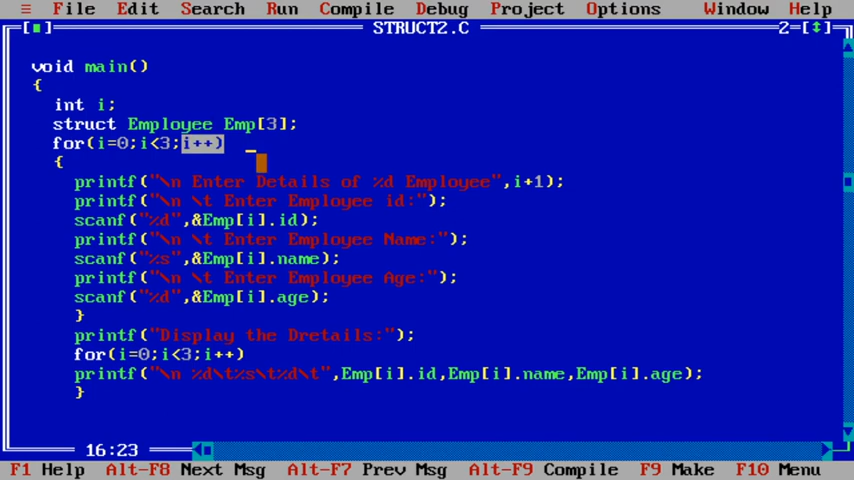 ≡ File Edit Search Run Compile Debug Project Options Window Help
[■] STRUCT2.C 2=[↕]
void main()
{
int i;
struct Employee Emp[3];
for(i=0;i<3;i++)
{
printf("\n Enter Details of %d Employee",i+1);
printf("\n \t Enter Employee id:");
scanf("%d",&Emp[i].id);
printf("\n \t Enter Employee Name:");
scanf("%s",&Emp[i].name);
printf("\n \t Enter Employee Age:");
scanf("%d",&Emp[i].age);
}
printf("Display the Dretails:");
for(i=0;i<3;i++)
printf("\n %d\t%s\t%d\t",Emp[i].id,Emp[i].name,Emp[i].age);
}
16:23
F1 Help Alt-F8 Next Msg Alt-F7 Prev Msg Alt-F9 Compile F9 Make F10 Menu